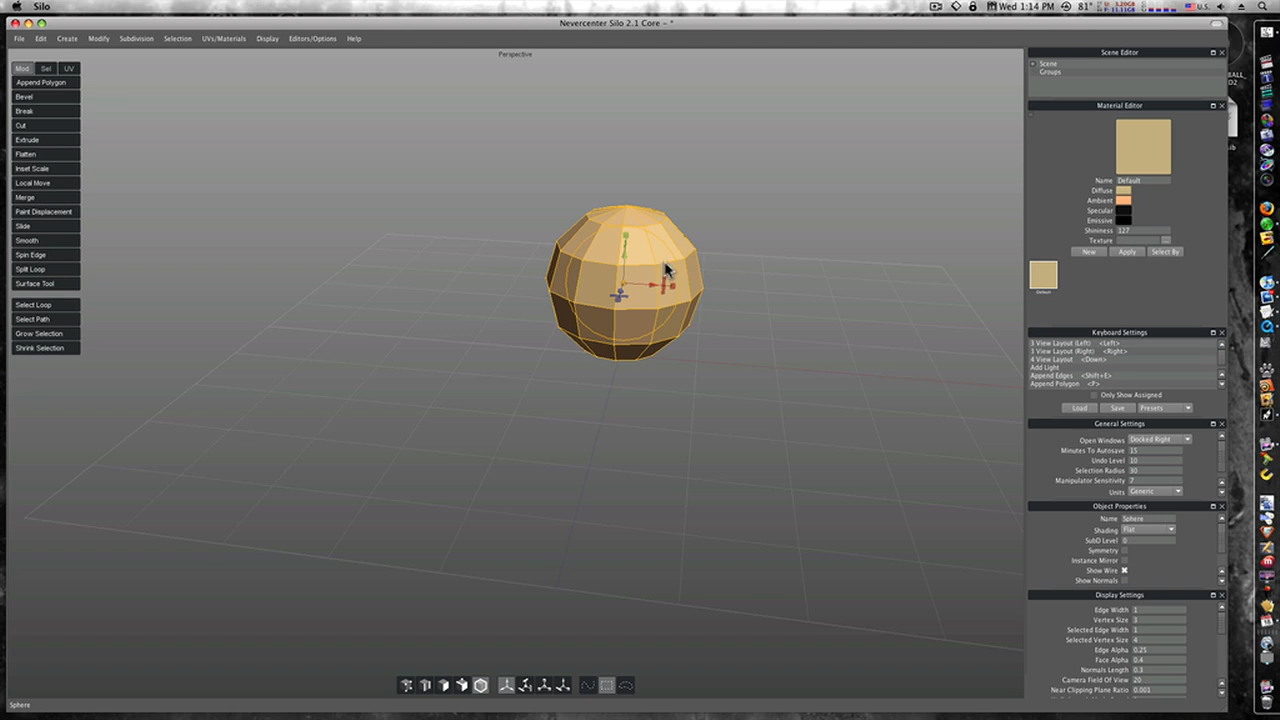 Silo
Wed 1:14 PM
81°
U.S.
Nevercenter Silo 2.1 Core - *
File Edit Create Modify Subdivision Selection UVs/Materials Display Editors/Options Help
Perspective
Mod Sel UV
Append Polygon
Bevel
Break
Cut
Extrude
Flatten
Inset Scale
Local Move
Merge
Paint Displacement
Slide
Smooth
Spin Edge
Split Loop
Surface Tool
Select Loop
Select Path
Grow Selection
Shrink Selection
Scene Editor
Scene
Groups
Material Editor
Name Default
Diffuse
Ambient
Specular
Emissive
Shininess 127
Texture ...
New Apply Select By
Default
Keyboard Settings
3 View Layout (Left) <Left>
3 View Layout (Right) <Right>
4 View Layout <Down>
Add Light
Append Edges <Shift+E>
Append Polygon <P>
Only Show Assigned
Load Save Presets
General Settings
Open Windows Docked Right
Minutes To Autosave 15
Undo Level 10
Selection Radius 30
Manipulator Sensitivity 7
Units Generic
Object Properties
Name Sphere
Shading Flat
SubD Level 0
Symmetry
Instance Mirror
Show Wire
Show Normals
Display Settings
Edge Width 1
Vertex Size 3
Selected Edge Width 1
Selected Vertex Size 4
Edge Alpha 0.25
Face Alpha 0.4
Normals Length 0.3
Camera Field Of View 20
Near Clipping Plane Ratio 0.001
Sphere